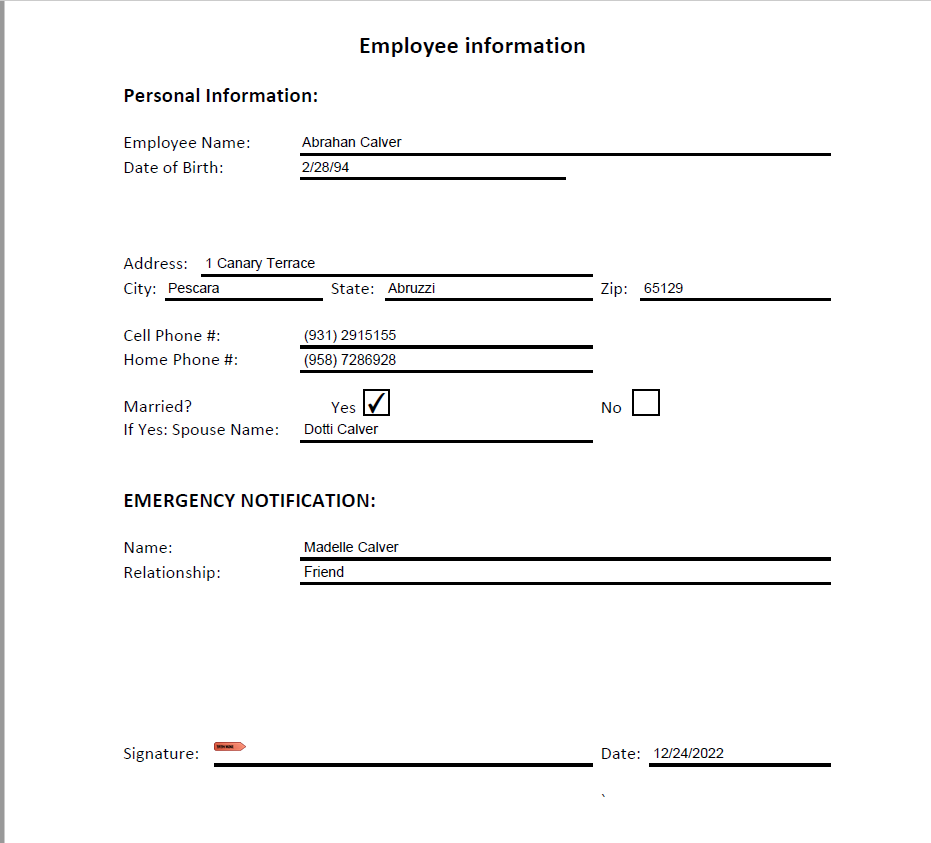 Employee information
Personal Information:
Employee Name: Abrahan Calver
Date of Birth: 2/28/94
Address: 1 Canary Terrace
City: Pescara State: Abruzzi Zip: 65129
Cell Phone #: (931) 2915155
Home Phone #: (958) 7286928
Married? Yes ✓ No
If Yes: Spouse Name: Dotti Calver
EMERGENCY NOTIFICATION:
Name: Madelle Calver
Relationship: Friend
Signature: Date: 12/24/2022
`